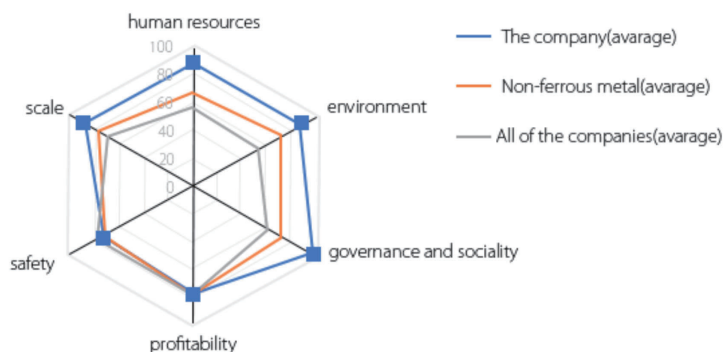 human resources
100
80
60
40
20
0
scale
environment
safety
governance and sociality
profitability
The company(avarage)
Non-ferrous metal(avarage)
All of the companies(avarage)